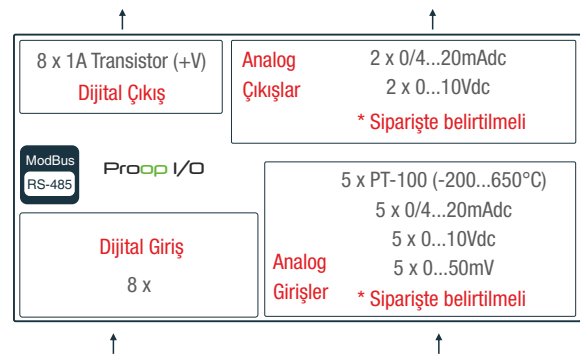 8 x 1A Transistor (+V)
Dijital Çıkış
Analog
Çıkışlar
2 x 0/4...20mAdc
2 x 0...10Vdc
* Siparişte belirtilmeli
ModBus
RS-485
Proop I/O
Dijital Giriş
8 x
Analog
Girişler
5 x PT-100 (-200...650°C)
5 x 0/4...20mAdc
5 x 0...10Vdc
5 x 0...50mV
* Siparişte belirtilmeli